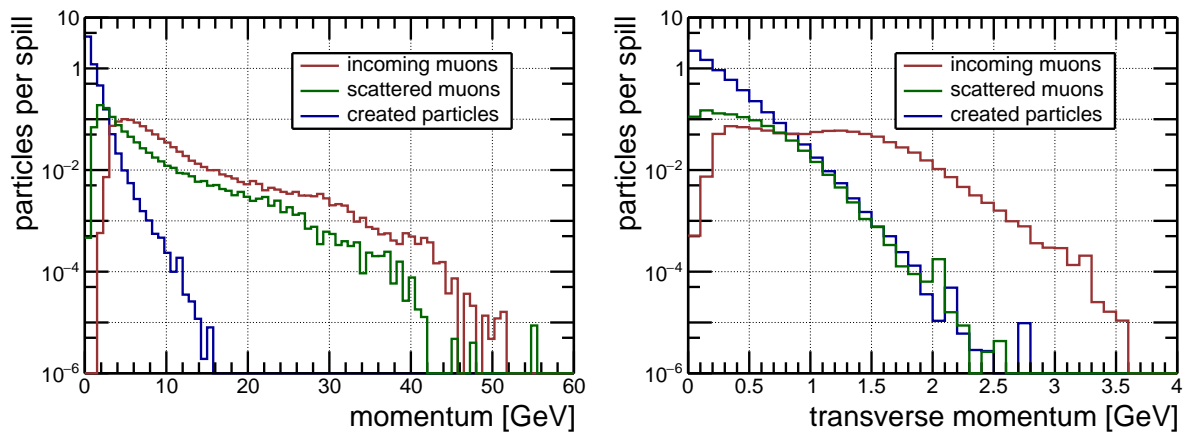 particles per spill
10
1
10⁻²
10⁻⁴
10⁻⁶
incoming muons
scattered muons
created particles
0 10 20 30 40 50 60
momentum [GeV]
particles per spill
10
1
10⁻²
10⁻⁴
10⁻⁶
incoming muons
scattered muons
created particles
0 0.5 1 1.5 2 2.5 3 3.5 4
transverse momentum [GeV]